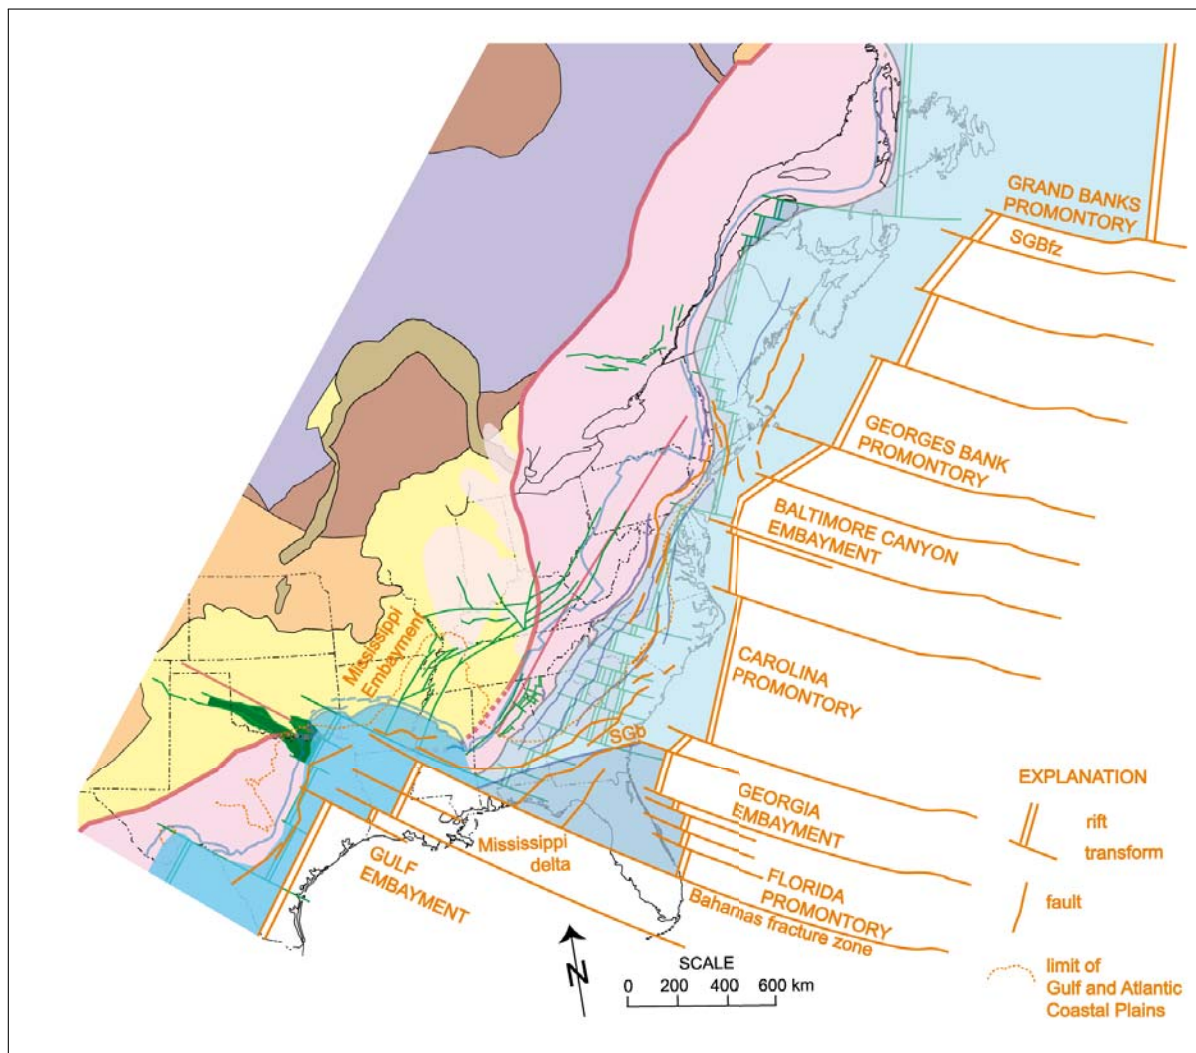 GRAND BANKS
PROMONTORY
SGBfz
GEORGES BANK
PROMONTORY
BALTIMORE CANYON
EMBAYMENT
Mississippi
Embayment
CAROLINA
PROMONTORY
SGb
GEORGIA
EMBAYMENT
Mississippi
delta
GULF
EMBAYMENT
FLORIDA
PROMONTORY
Bahamas fracture zone
EXPLANATION
rift
transform
fault
limit of
Gulf and Atlantic
Coastal Plains
N
SCALE
0 200 400 600 km